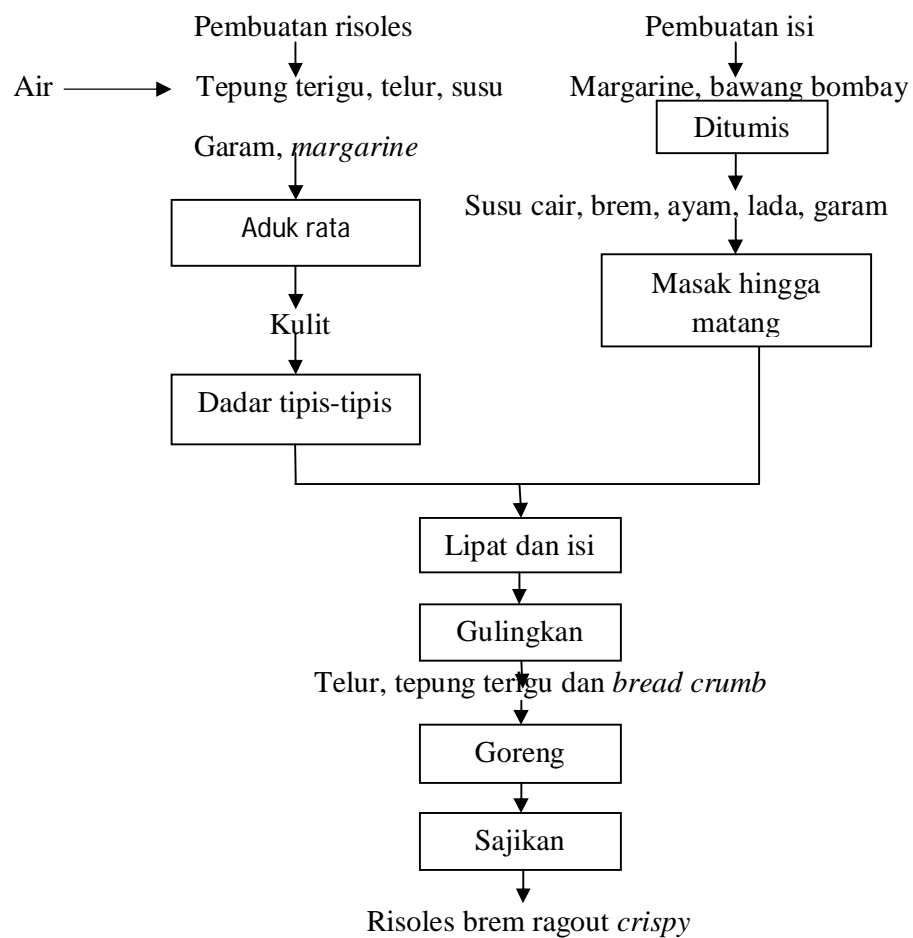 Pembuatan risoles
Pembuatan isi
Air
Tepung terigu, telur, susu
Margarine, bawang bombay
Ditumis
Garam, margarine
Susu cair, brem, ayam, lada, garam
Aduk rata
Masak hingga
matang
Kulit
Dadar tipis-tipis
Lipat dan isi
Gulingkan
Telur, tepung terigu dan bread crumb
Goreng
Sajikan
Risoles brem ragout crispy